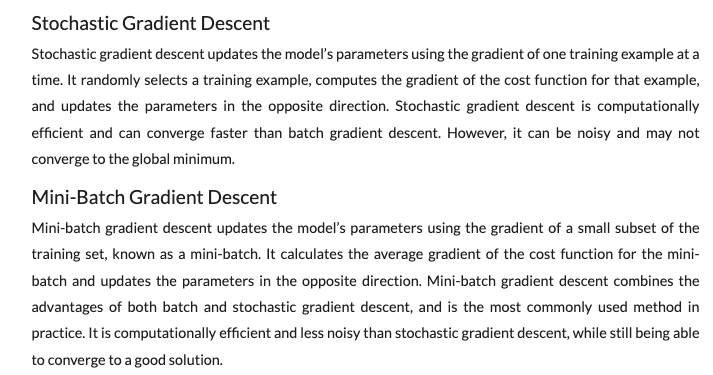 Stochastic Gradient Descent
Stochastic gradient descent updates the model’s parameters using the gradient of one training example at a
time. It randomly selects a training example, computes the gradient of the cost function for that example,
and updates the parameters in the opposite direction. Stochastic gradient descent is computationally
efficient and can converge faster than batch gradient descent. However, it can be noisy and may not
converge to the global minimum.
Mini-Batch Gradient Descent
Mini-batch gradient descent updates the model’s parameters using the gradient of a small subset of the
training set, known as a mini-batch. It calculates the average gradient of the cost function for the mini-
batch and updates the parameters in the opposite direction. Mini-batch gradient descent combines the
advantages of both batch and stochastic gradient descent, and is the most commonly used method in
practice. It is computationally efficient and less noisy than stochastic gradient descent, while still being able
to converge to a good solution.